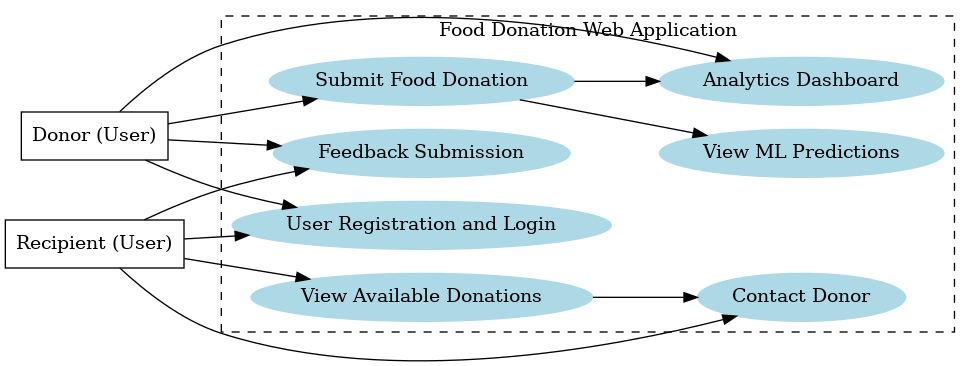 Food Donation Web Application
Submit Food Donation
Analytics Dashboard
Donor (User)
Feedback Submission
View ML Predictions
User Registration and Login
Recipient (User)
View Available Donations
Contact Donor